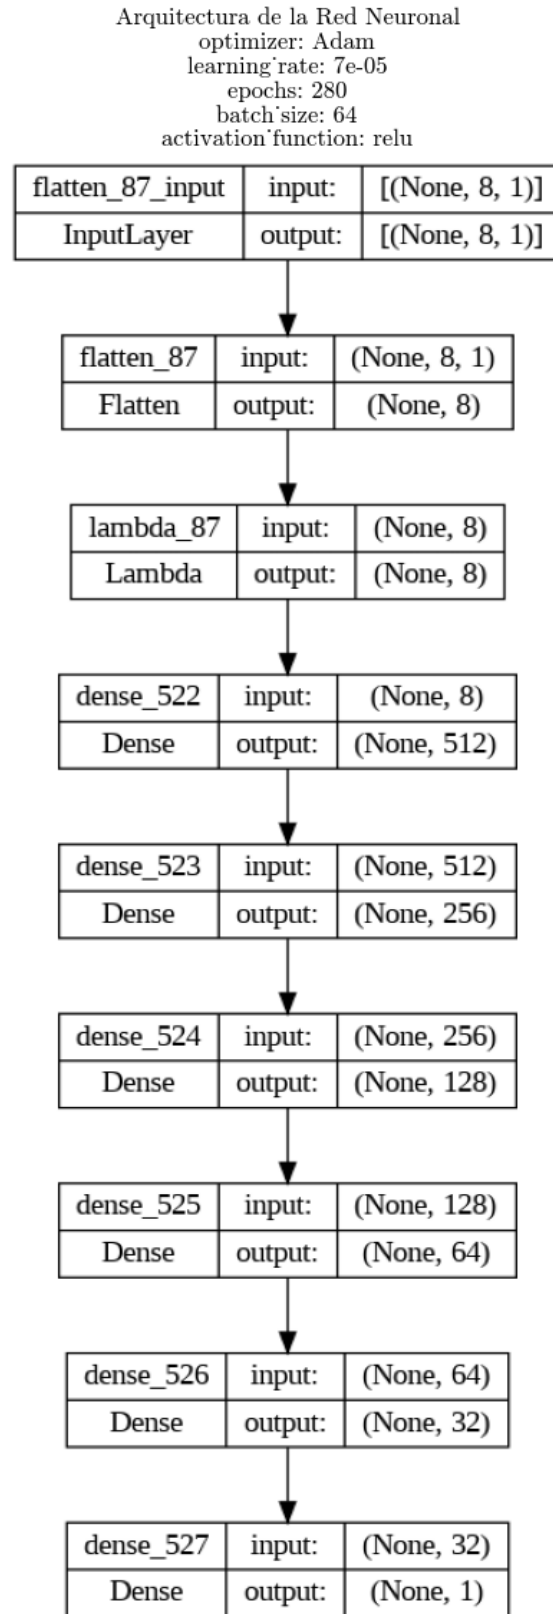 Arquitectura de la Red Neuronal
optimizer: Adam
learning˙rate: 7e-05
epochs: 280
batch˙size: 64
activation˙function: relu
flatten_87_input input: [(None, 8, 1)]
InputLayer output: [(None, 8, 1)]
flatten_87 input: (None, 8, 1)
Flatten output: (None, 8)
lambda_87 input: (None, 8)
Lambda output: (None, 8)
dense_522 input: (None, 8)
Dense output: (None, 512)
dense_523 input: (None, 512)
Dense output: (None, 256)
dense_524 input: (None, 256)
Dense output: (None, 128)
dense_525 input: (None, 128)
Dense output: (None, 64)
dense_526 input: (None, 64)
Dense output: (None, 32)
dense_527 input: (None, 32)
Dense output: (None, 1)